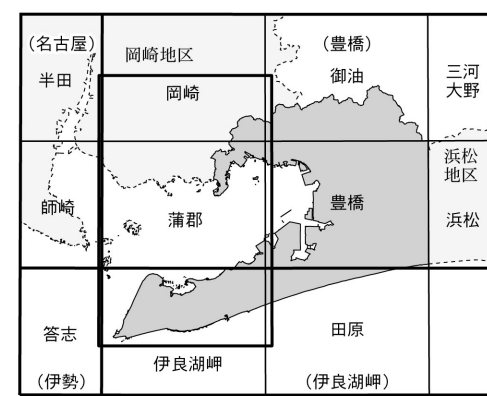 (名古屋)
半田
岡崎地区
岡崎
(豊橋)
御油
三河
大野
師崎
蒲郡
豊橋
浜松
地区
浜松
答志
(伊勢)
伊良湖岬
田原
(伊良湖岬)